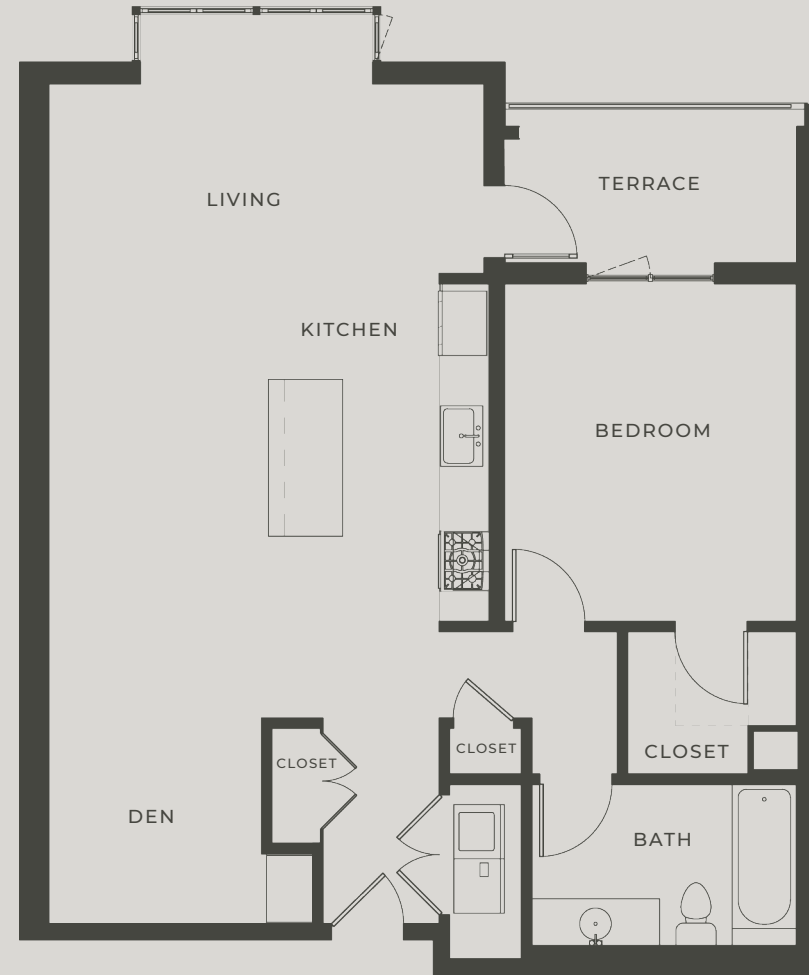 TERRACE
LIVING
KITCHEN
BEDROOM
CLOSET
CLOSET
CLOSET
DEN
BATH